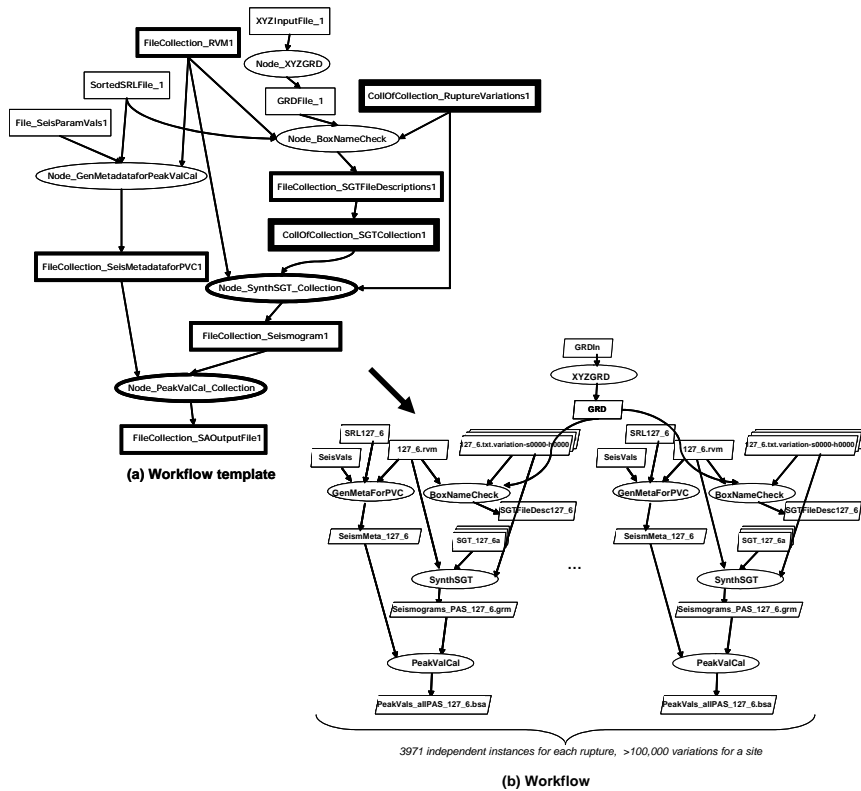 XYZInputFile_1
FileCollection_RVM1
Node_XYZGRD
SortedSRLFile_1
GRDFile_1
CollOfCollection_RuptureVariations1
File_SeisParamVals1
Node_BoxNameCheck
Node_GenMetadataforPeakValCal
FileCollection_SGTFileDescriptions1
CollOfCollection_SGTCollection1
FileCollection_SeisMetadataforPVC1
Node_SynthSGT_Collection
FileCollection_Seismogram1
Node_PeakValCal_Collection
FileCollection_SAOutputFile1
(a) Workflow template
GRDIn
XYZGRD
GRD
SRL127_6
127_6.rvm
127_6.txt.variation-s0000-h0000
SeisVals
GenMetaForPVC
BoxNameCheck
SGTFileDesc127_6
SeismMeta_127_6
SGT_127_6a
SynthSGT
Seismograms_PAS_127_6.grm
PeakValCal
PeakVals_allPAS_127_6.bsa
...
SRL127_6
127_6.rvm
127_6.txt.variation-s0000-h0000
SeisVals
GenMetaForPVC
BoxNameCheck
SGTFileDesc127_6
SeismMeta_127_6
SGT_127_6a
SynthSGT
Seismograms_PAS_127_6.grm
PeakValCal
PeakVals_allPAS_127_6.bsa
3971 independent instances for each rupture, >100,000 variations for a site
(b) Workflow